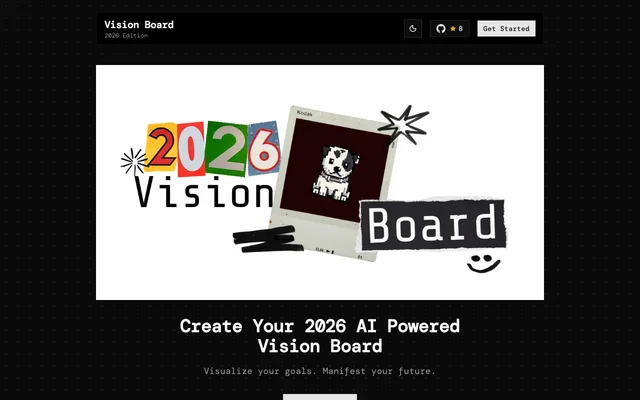 Vision Board
2026 Edition
8
Get Started
Kodak
2026
Vision
Board
Create Your 2026 AI Powered
Vision Board
Visualize your goals. Manifest your future.